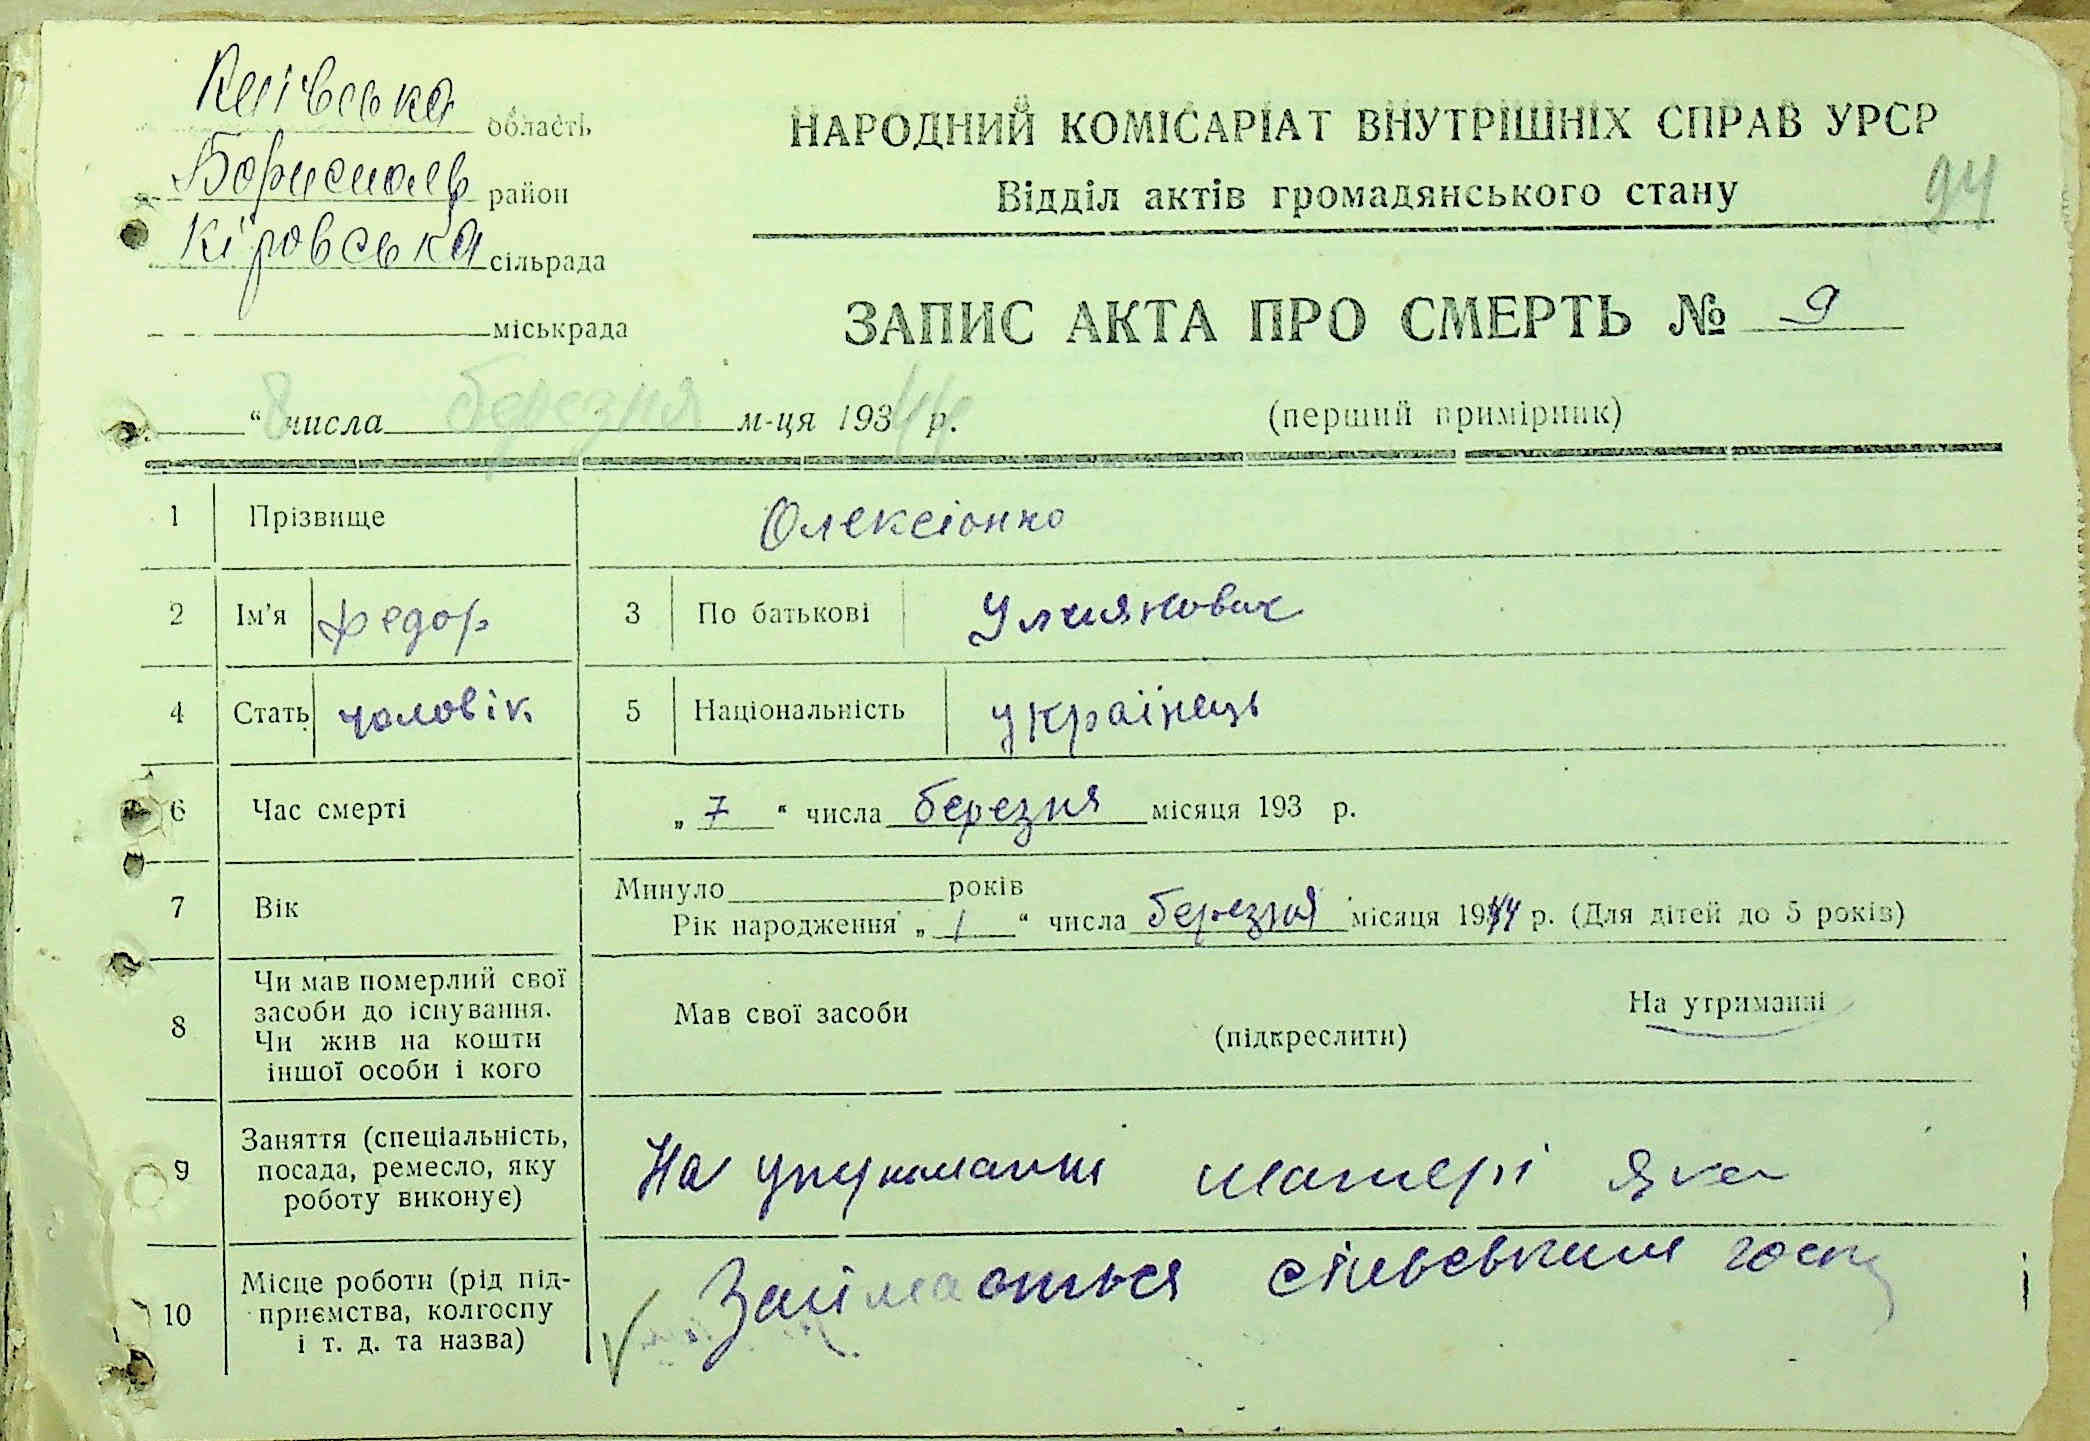 Київська область
Бориспол район
Кіровська сільрада
міськрада
НАРОДНИЙ КОМІСАРІАТ ВНУТРІШНІХ СПРАВ УРСР
Відділ актів громадянського стану
94
ЗАПИС АКТА ПРО СМЕРТЬ № 9
"8 числа березня м-ця 1944 р.
(перший примірник)
1 Прізвище Олексіонко
2 Ім'я Федор 3 По батькові Улиянович
4 Стать чоловік 5 Національність українець
6 Час смерті „ 7 " числа березня місяця 193 р.
7 Вік Минуло років
Рік народження „ 1 " числа березня місяця 1944 р. (Для дітей до 5 років)
8 Чи мав померлий свої засоби до існування. Чи жив на кошти іншої особи і кого
Мав свої засоби (підкреслити) На утриманні
9 Заняття (спеціальність, посада, ремесло, яку роботу виконує)
На утриманні матері яка
10 Місце роботи (рід підприємства, колгоспу і т. д. та назва)
Займаеться сільським госп